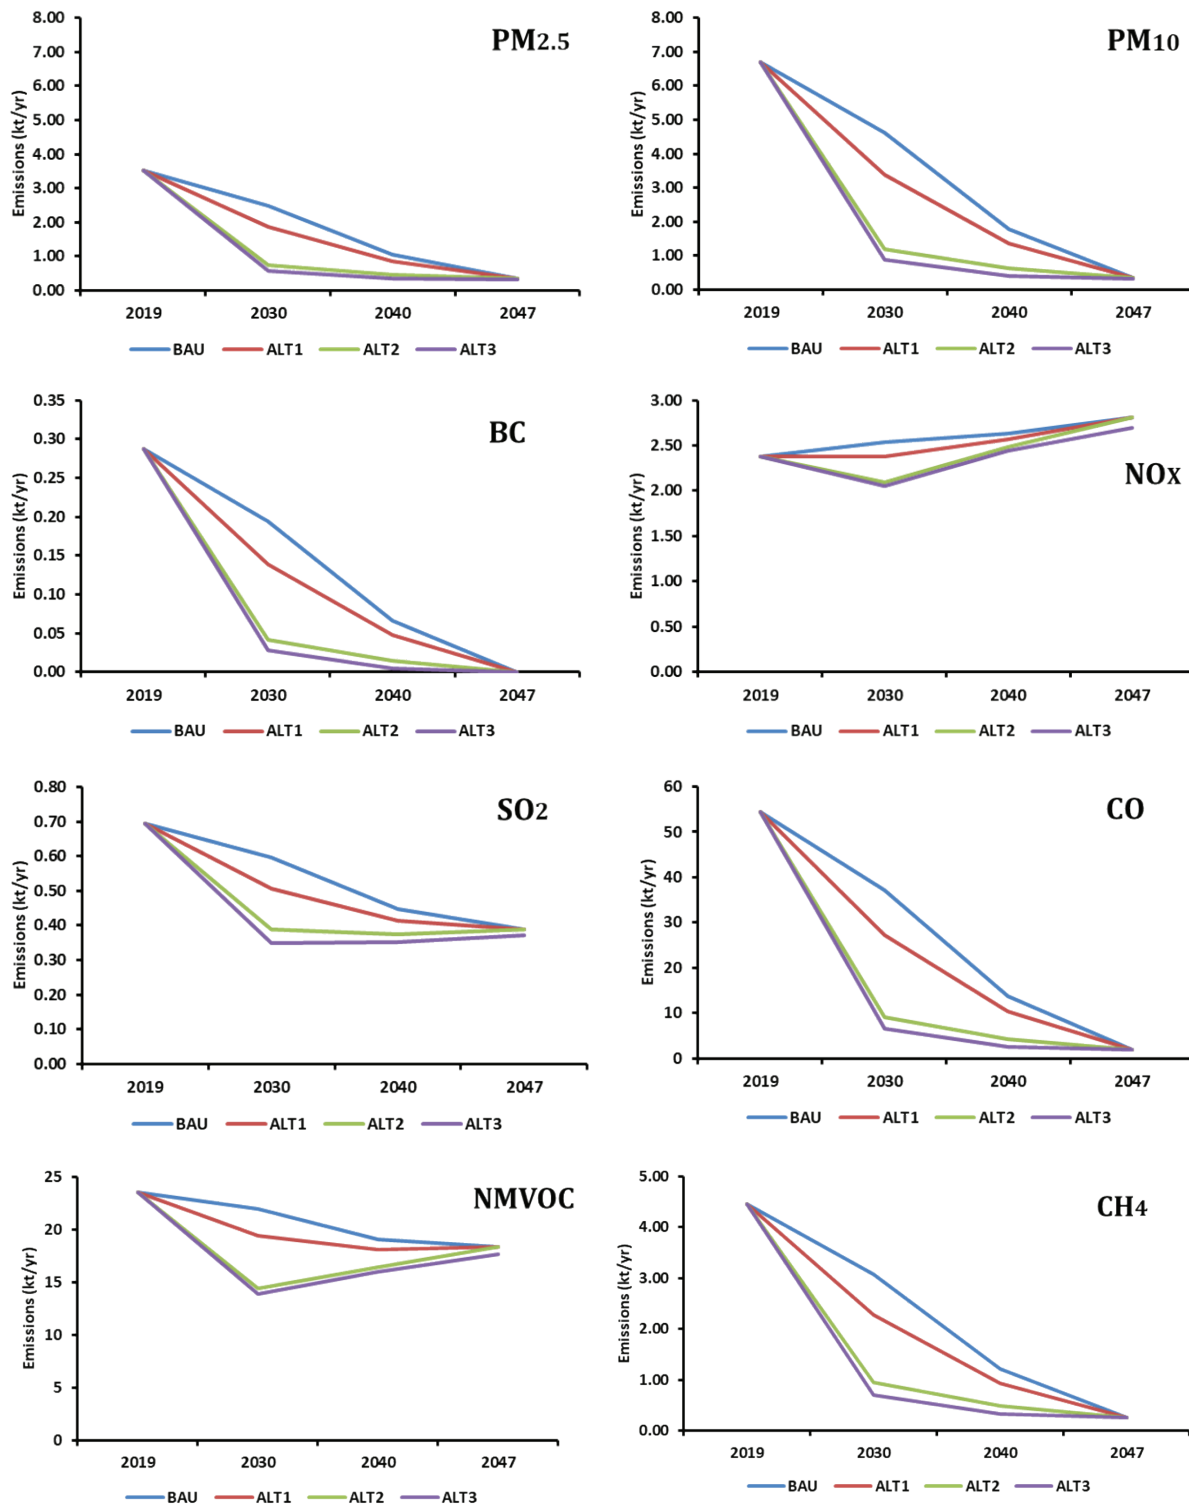 PM2.5
Emissions (kt/yr)
8.00
7.00
6.00
5.00
4.00
3.00
2.00
1.00
0.00
2019 2030 2040 2047
BAU ALT1 ALT2 ALT3
PM10
Emissions (kt/yr)
8.00
7.00
6.00
5.00
4.00
3.00
2.00
1.00
0.00
2019 2030 2040 2047
BAU ALT1 ALT2 ALT3
BC
Emissions (kt/yr)
0.35
0.30
0.25
0.20
0.15
0.10
0.05
0.00
2019 2030 2040 2047
BAU ALT1 ALT2 ALT3
NOX
Emissions (kt/yr)
3.00
2.50
2.00
1.50
1.00
0.50
0.00
2019 2030 2040 2047
BAU ALT1 ALT2 ALT3
SO2
Emissions (kt/yr)
0.80
0.70
0.60
0.50
0.40
0.30
0.20
0.10
0.00
2019 2030 2040 2047
BAU ALT1 ALT2 ALT3
CO
Emissions (kt/yr)
60
50
40
30
20
10
0
2019 2030 2040 2047
BAU ALT1 ALT2 ALT3
NMVOC
Emissions (kt/yr)
25
20
15
10
5
0
2019 2030 2040 2047
BAU ALT1 ALT2 ALT3
CH4
Emissions (kt/yr)
5.00
4.00
3.00
2.00
1.00
0.00
2019 2030 2040 2047
BAU ALT1 ALT2 ALT3